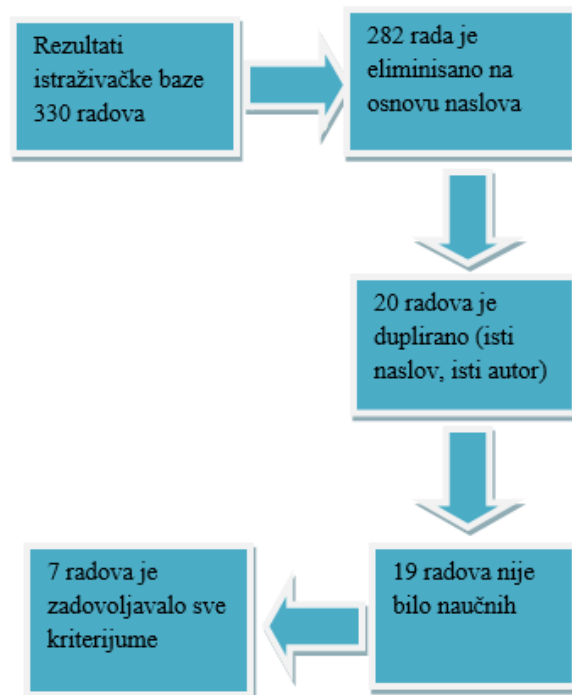 Rezultati
istraživačke baze
330 radova
282 rada je
eliminisano na
osnovu naslova
20 radova je
duplirano (isti
naslov, isti autor)
19 radova nije
bilo naučnih
7 radova je
zadovoljavalo sve
kriterijume